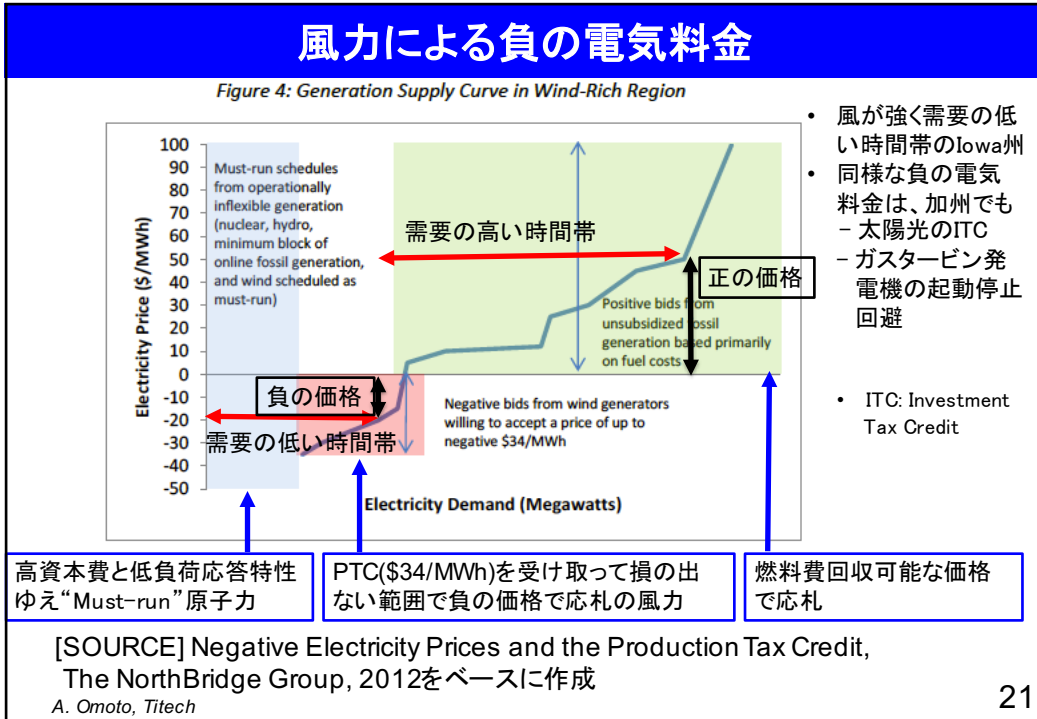 風力による負の電気料金
Figure 4: Generation Supply Curve in Wind-Rich Region
Electricity Price ($/MWh)
100
90
80
70
60
50
40
30
20
10
0
-10
-20
-30
-40
-50
Must-run schedules
from operationally
inflexible generation
(nuclear, hydro,
minimum block of
online fossil generation,
and wind scheduled as
must-run)
需要の高い時間帯
正の価格
Positive bids from
unsubsidized fossil
generation based primarily
on fuel costs
負の価格
需要の低い時間帯
Negative bids from wind generators
willing to accept a price of up to
negative $34/MWh
Electricity Demand (Megawatts)
• 風が強く需要の低
い時間帯のIowa州
• 同様な負の電気
料金は、加州でも
－太陽光のITC
－ガスタービン発
電機の起動停止
回避
• ITC: Investment
Tax Credit
高資本費と低負荷応答特性
ゆえ“Must-run”原子力
PTC($34/MWh)を受け取って損の出
ない範囲で負の価格で応札の風力
燃料費回収可能な価格
で応札
[SOURCE] Negative Electricity Prices and the Production Tax Credit,
The NorthBridge Group, 2012をベースに作成
A. Omoto, Titech
21